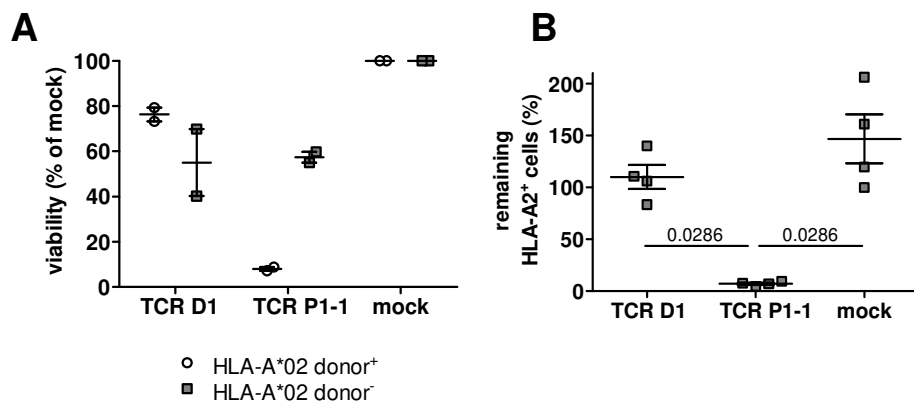 A
viability (% of mock)
100
80
60
40
20
0
TCR D1 TCR P1-1 mock
HLA-A*02 donor+
HLA-A*02 donor-
B
remaining
HLA-A2+ cells (%)
200
150
100
50
0
0.0286 0.0286
TCR D1 TCR P1-1 mock